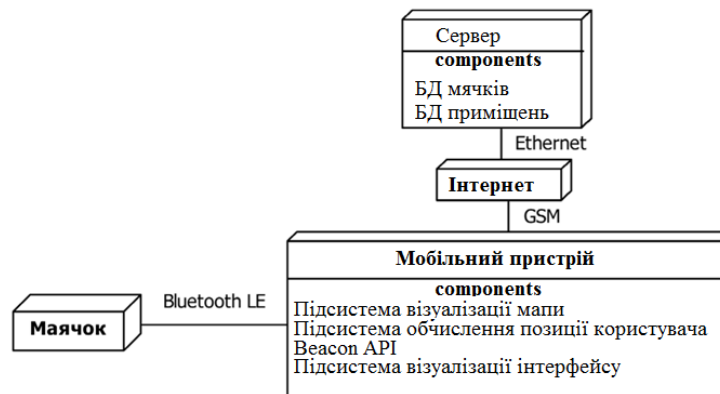 Сервер
components
БД мячків
БД приміщень
Ethernet
Інтернет
GSM
Мобільний пристрій
components
Підсистема візуалізації мапи
Підсистема обчислення позиції користувача
Beacon API
Підсистема візуалізації інтерфейсу
Bluetooth LE
Маячок